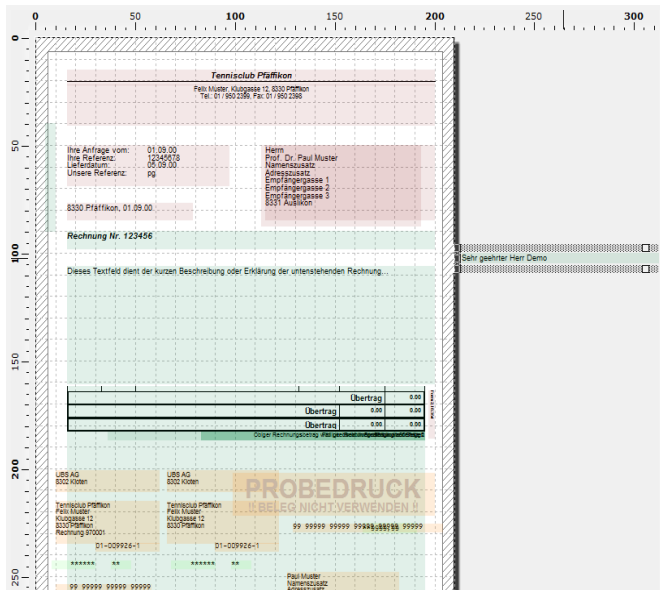 0 50 100 150 200 250 300
0
50
100
150
200
250
Tennisclub Pfäffikon
Felix Muster, Klubgasse 12, 8330 Pfäffikon
Tel.: 01 / 950 2399, Fax: 01 / 950 2398
Ihre Anfrage vom: 01.09.00
Ihre Referenz: 12345678
Lieferdatum: 05.09.00
Unsere Referenz: pg
Herrn
Prof. Dr. Paul Muster
Namenszusatz
Adresszusatz
Empfängergasse 1
Empfängergasse 2
Empfängergasse 3
8331 Auslikon
8330 Pfäffikon, 01.09.00
Rechnung Nr. 123456
Sehr geehrter Herr Demo
Dieses Textfeld dient der kurzen Beschreibung oder Erklärung der untenstehenden Rechnung...
Übertrag 0.00
Übertrag 0.00 0.00
Übertrag 0.00 0.00
Obiger Rechnungsbetrag
UBS AG
8302 Kloten
UBS AG
8302 Kloten
PROBEDRUCK
!! BELEG NICHT VERWENDEN !!
Tennisclub Pfäffikon
Felix Muster
Klubgasse 12
8330 Pfäffikon
Rechnung 970001
Tennisclub Pfäffikon
Felix Muster
Klubgasse 12
8330 Pfäffikon
99 99999 99999 99999 99999 99999
01-009926-1
01-009926-1
****** **
****** **
99 99999 99999 99999
Paul Muster
Namenszusatz